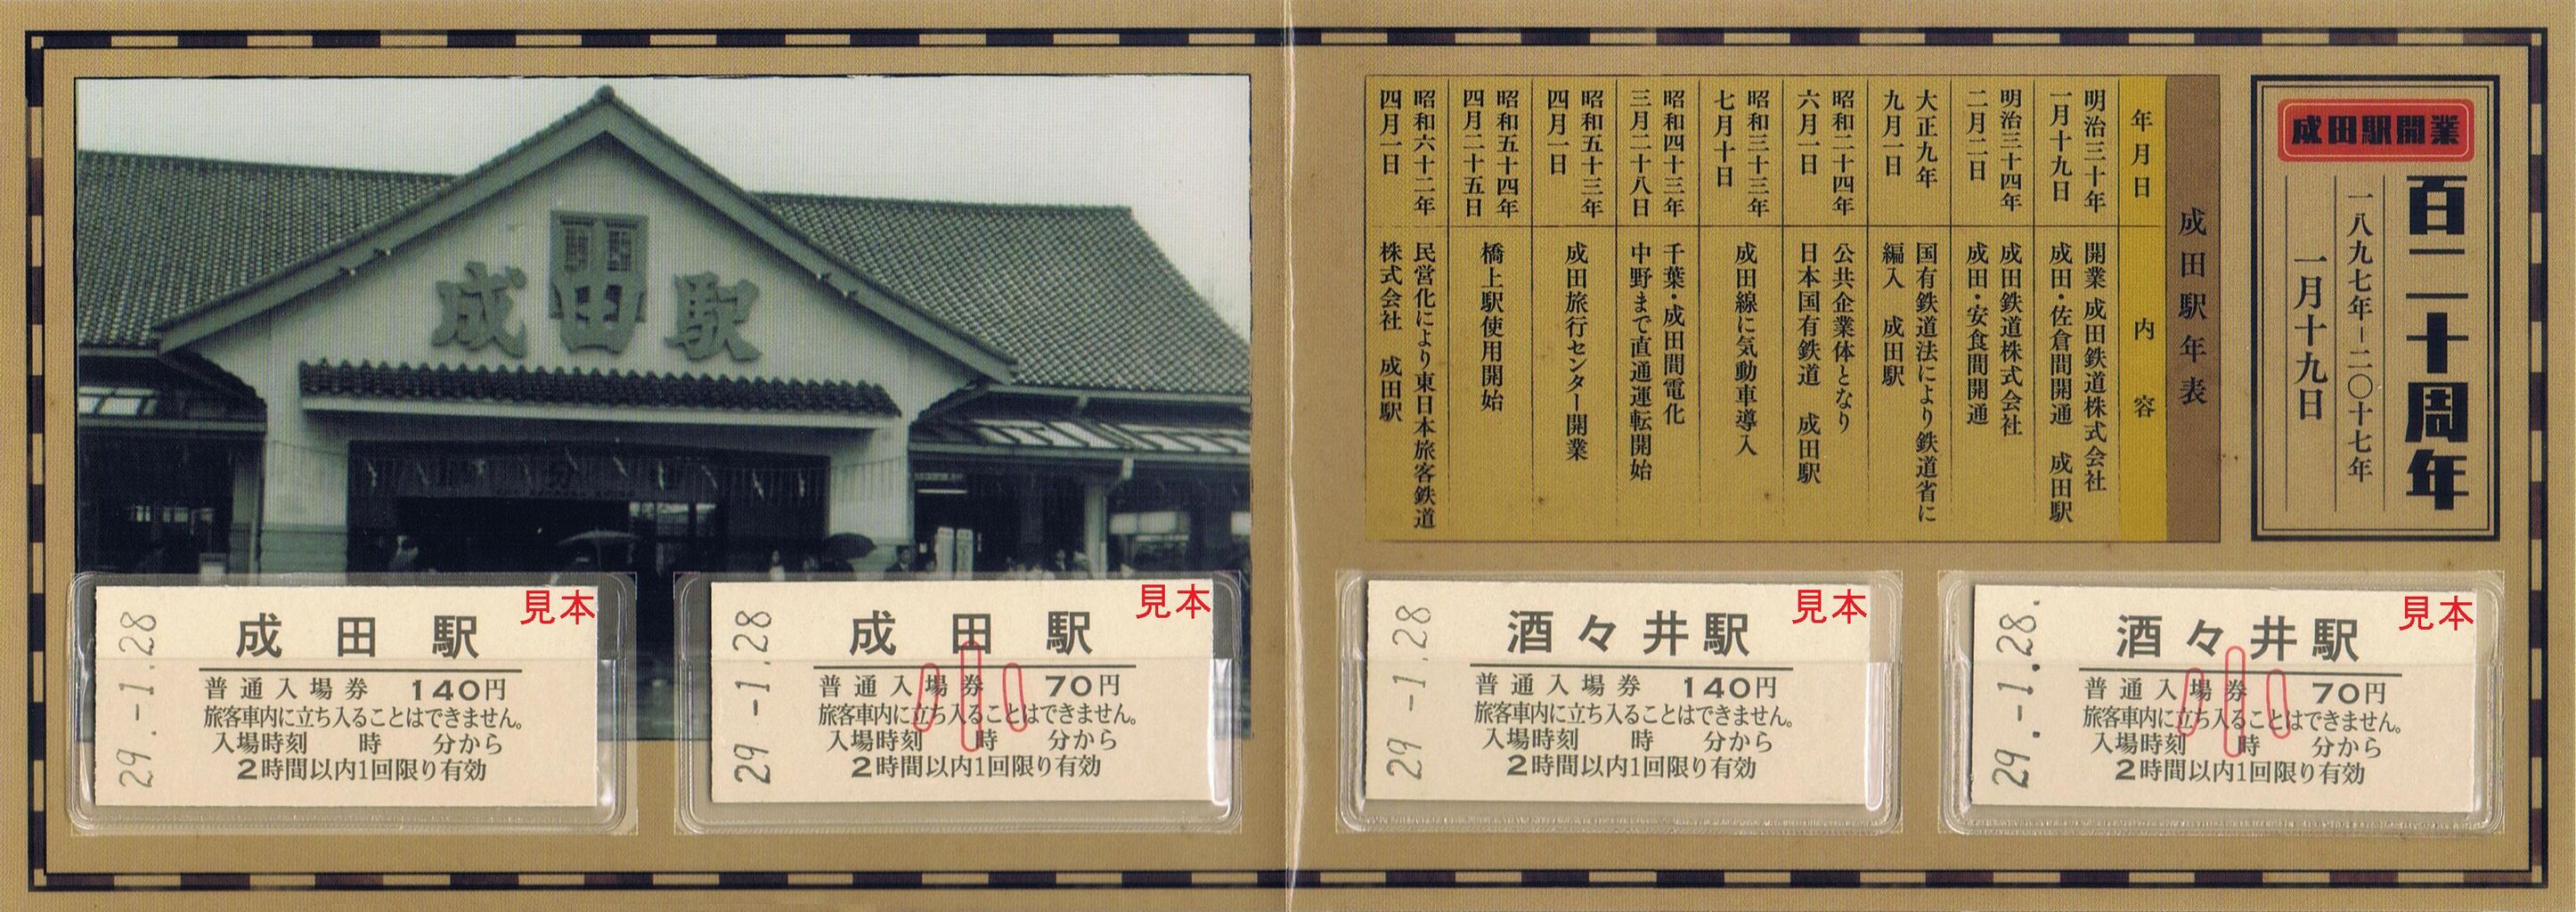 成田駅開業
百二十周年
一八九七年−二〇十七年
一月十九日
成田駅年表
年月日
内容
明治三十年
一月十九日
開業 成田鉄道株式会社
成田・佐倉間開通 成田駅
明治三十四年
二月二日
成田鉄道株式会社
成田・安食間開通
大正九年
九月一日
国有鉄道法により鉄道省に
編入 成田駅
昭和二十四年
六月一日
公共企業体となり
日本国有鉄道 成田駅
昭和三十三年
七月十日
成田線に気動車導入
昭和四十三年
三月二十八日
千葉・成田間電化
中野まで直通運転開始
昭和五十三年
四月一日
成田旅行センター開業
昭和五十四年
四月二十五日
橋上駅使用開始
昭和六十二年
四月一日
民営化により東日本旅客鉄道
株式会社 成田駅
成田駅
見本
成田駅
普通入場券 140円
旅客車内に立ち入ることはできません。
入場時刻 時 分から
2時間以内1回限り有効
29.-1.28
見本
成田駅
小
普通入場券 70円
旅客車内に立ち入ることはできません。
入場時刻 時 分から
2時間以内1回限り有効
29 -1.28
見本
酒々井駅
普通入場券 140円
旅客車内に立ち入ることはできません。
入場時刻 時 分から
2時間以内1回限り有効
29 -1.28
見本
酒々井駅
小
普通入場券 70円
旅客車内に立ち入ることはできません。
入場時刻 時 分から
2時間以内1回限り有効
29.-1.28.